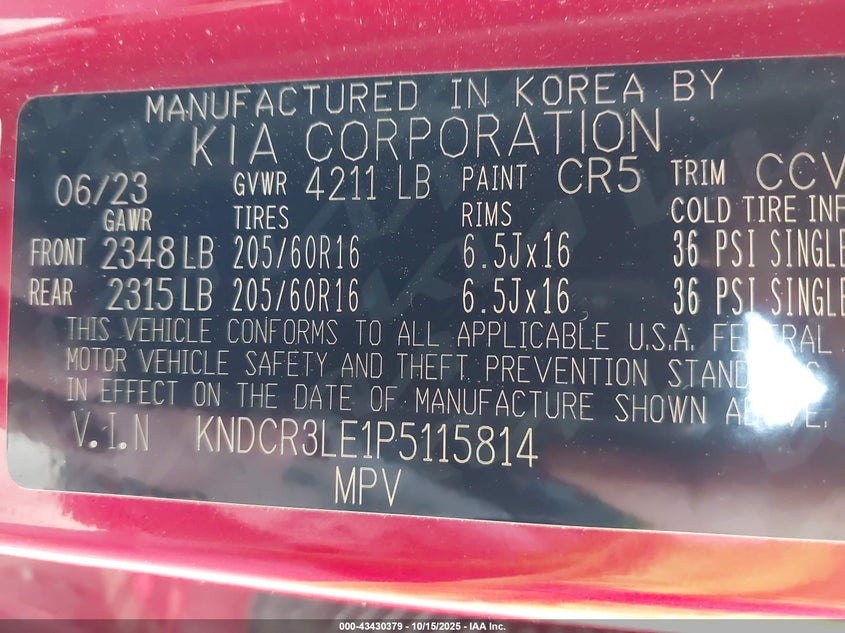 MANUFACTURED IN KOREA BY
KIA CORPORATION
06/23 GVWR 4211 LB PAINT CR5 TRIM CCV
GAWR TIRES RIMS COLD TIRE INF
FRONT 2348 LB 205/60R16 6.5Jx16 36 PSI SINGLE
REAR 2315 LB 205/60R16 6.5Jx16 36 PSI SINGLE
THIS VEHICLE CONFORMS TO ALL APPLICABLE U.S.A. FEDERAL
MOTOR VEHICLE SAFETY AND THEFT PREVENTION STANDARDS
IN EFFECT ON THE DATE OF MANUFACTURE SHOWN ABOVE.
V.I.N KNDCR3LE1P5115814
MPV
000-43430379 - 10/15/2025 - IAA Inc.